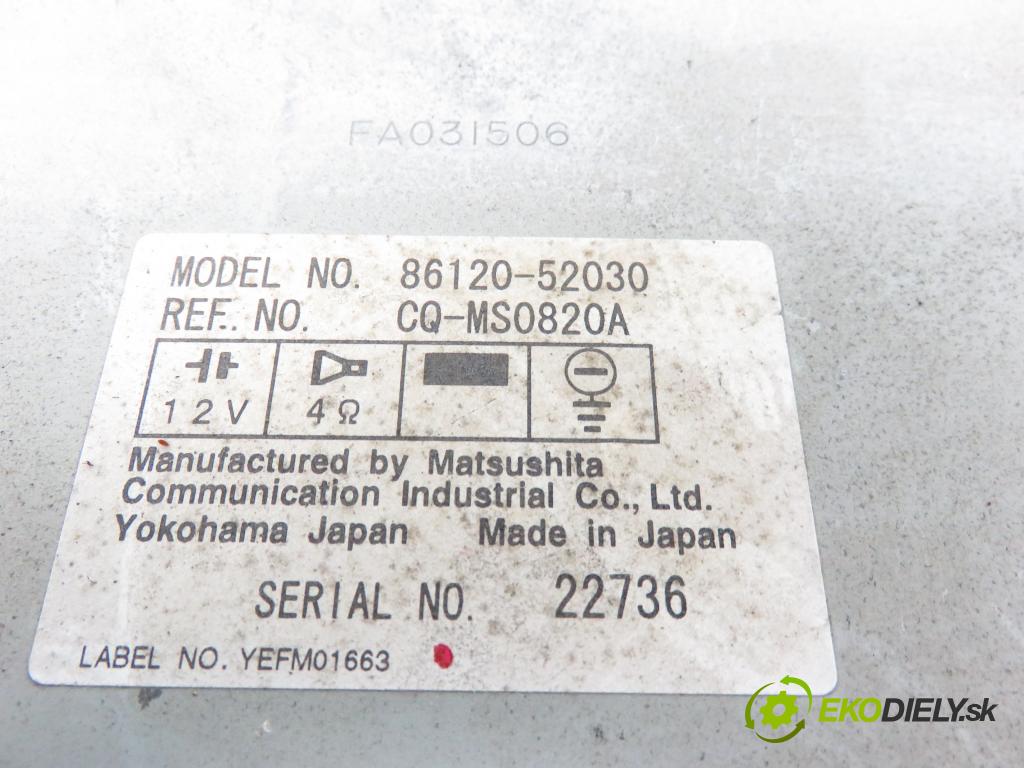 FA031506
MODEL NO. 86120-52030
REF. NO. CQ-MS0820A
12V 4Ω
Manufactured by Matsushita
Communication Industrial Co., Ltd.
Yokohama Japan Made in Japan
SERIAL NO. 22736
LABEL NO. YEFM01663
EKODIELY.sk